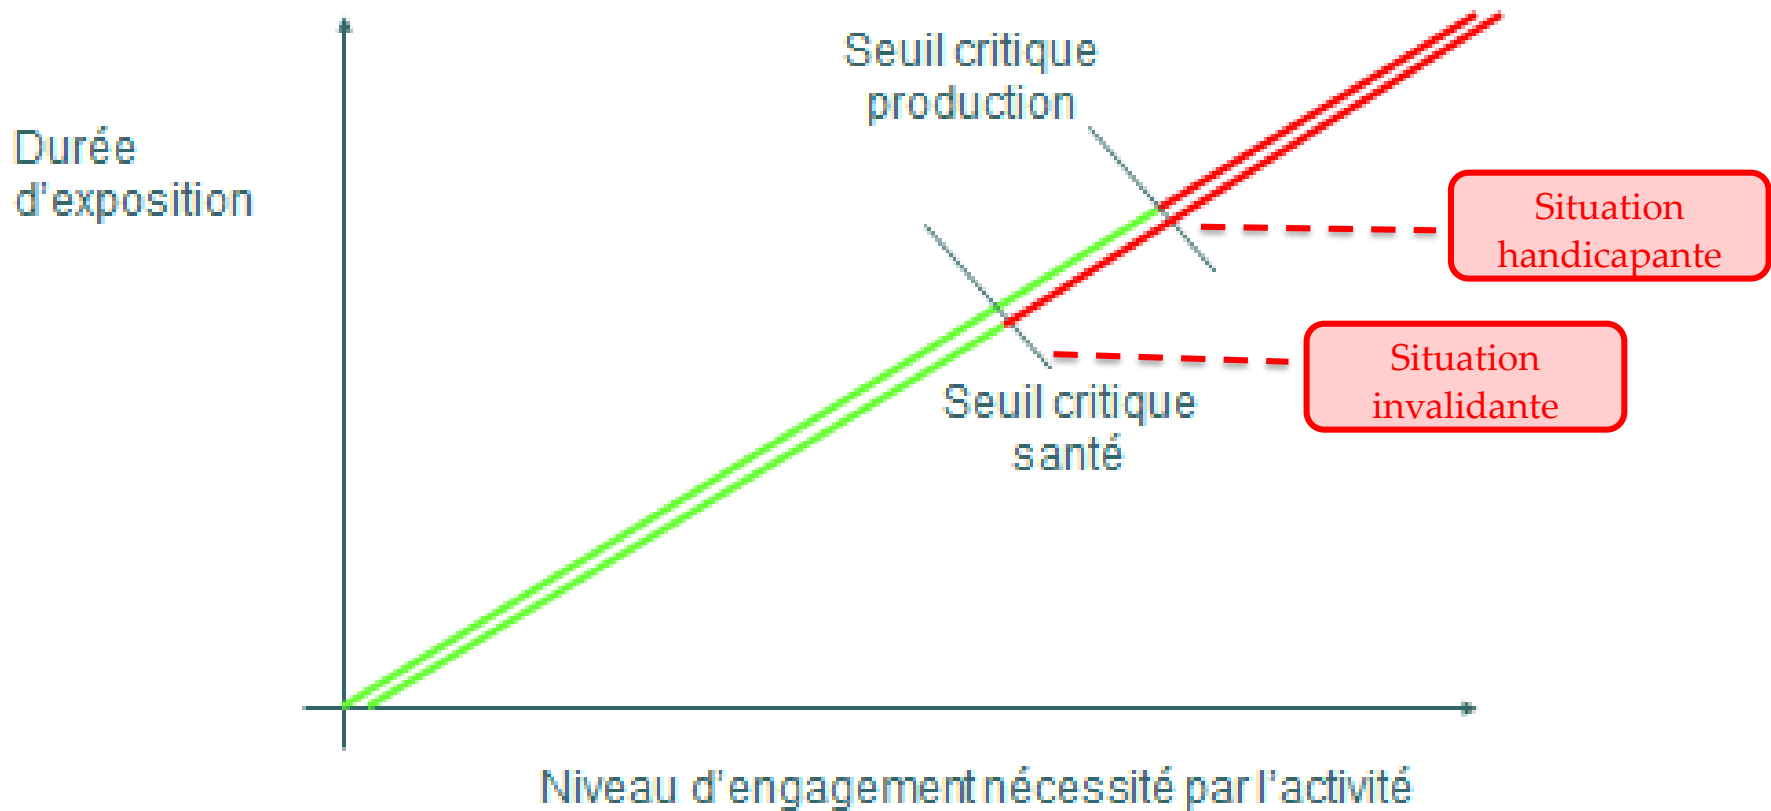 Seuil critique
production
Durée
d'exposition
Situation
handicapante
Situation
invalidante
Seuil critique
santé
Niveau d'engagement nécessité par l'activité